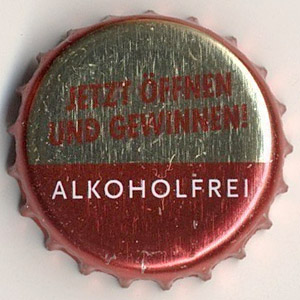 JETZT ÖFFNEN
UND GEWINNEN!
ALKOHOLFREI